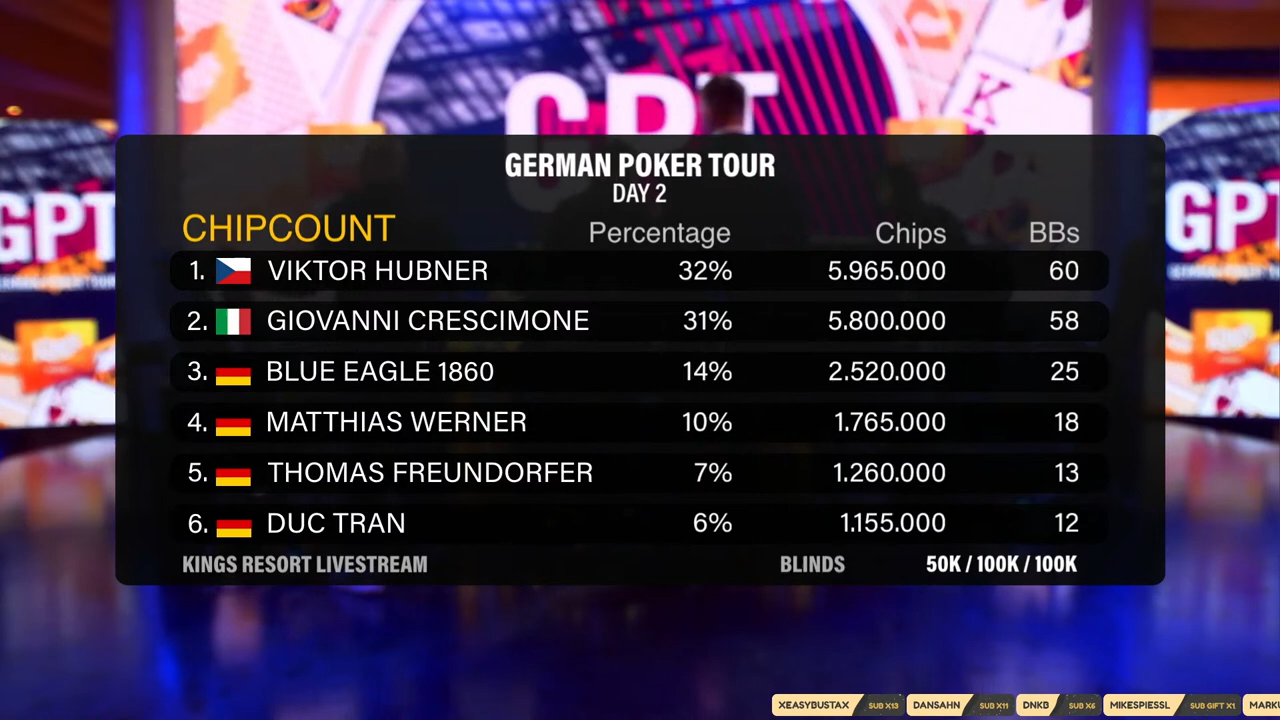 GPT
GERMAN POKER TOUR
DAY 2
CHIPCOUNT Percentage Chips BBs
1. VIKTOR HUBNER 32% 5.965.000 60
2. GIOVANNI CRESCIMONE 31% 5.800.000 58
3. BLUE EAGLE 1860 14% 2.520.000 25
4. MATTHIAS WERNER 10% 1.765.000 18
5. THOMAS FREUNDORFER 7% 1.260.000 13
6. DUC TRAN 6% 1.155.000 12
KINGS RESORT LIVESTREAM BLINDS 50K / 100K / 100K
GPT
GPT
K
XEASYBUSTAX SUB X13 DANSAHN SUB X11 DNKB SUB X6 MIKESPIESSL SUB GIFT X1